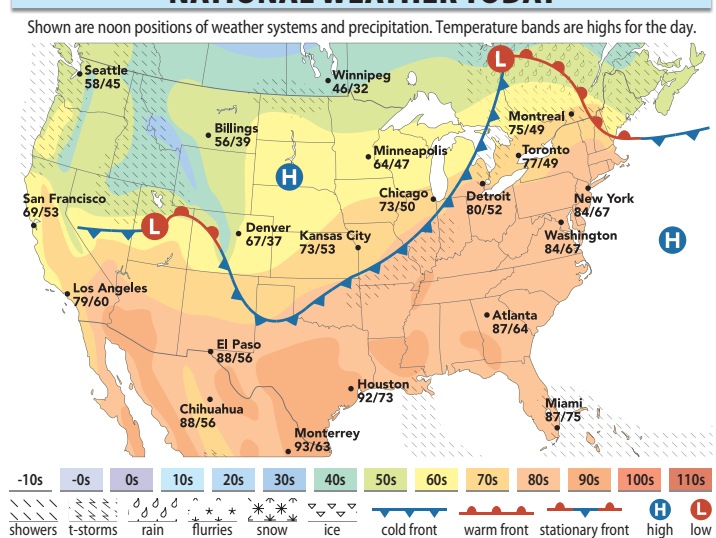 NATIONAL WEATHER TODAY
Shown are noon positions of weather systems and precipitation. Temperature bands are highs for the day.
L
Seattle
58/45
Winnipeg
46/32
Montreal
75/49
Billings
56/39
Minneapolis
64/47
Toronto
77/49
H
San Francisco
69/53
Chicago
73/50
Detroit
80/52
New York
84/67
L
Denver
67/37
Kansas City
73/53
Washington
84/67
H
Los Angeles
79/60
Atlanta
87/64
El Paso
88/56
Houston
92/73
Chihuahua
88/56
Miami
87/75
Monterrey
93/63
-10s -0s 0s 10s 20s 30s 40s 50s 60s 70s 80s 90s 100s 110s
H L
showers t-storms rain flurries snow ice cold front warm front stationary front high low